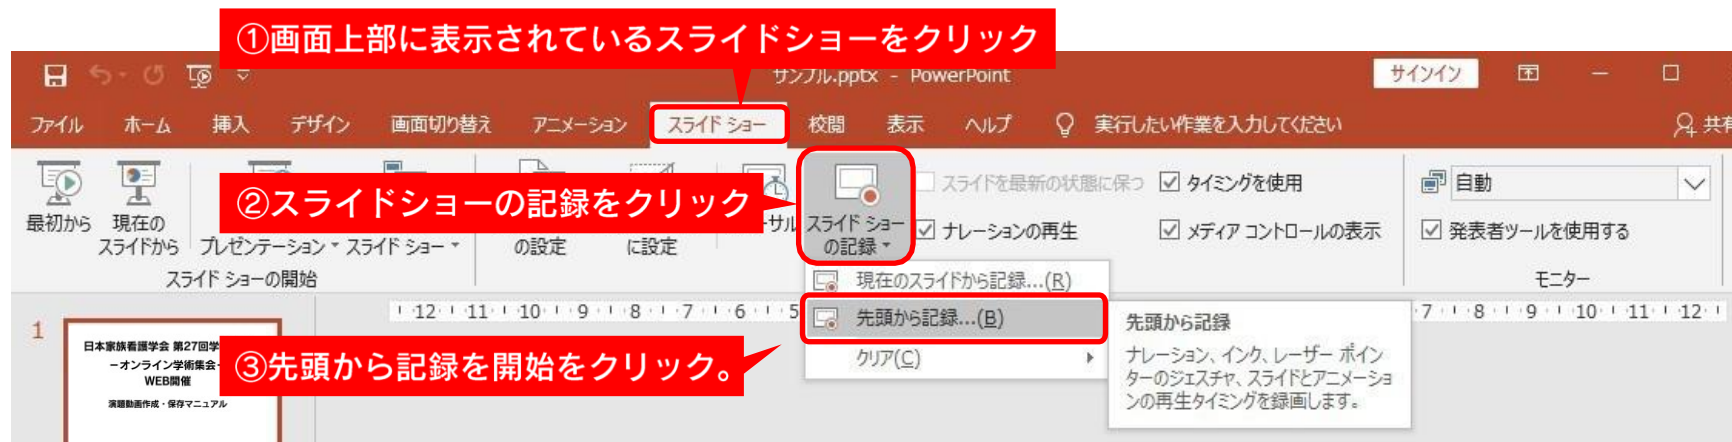 ①画面上部に表示されているスライドショーをクリック
サンプル.pptx - PowerPoint
サインイン
ファイル ホーム 挿入 デザイン 画面切り替え アニメーション スライド ショー 校閲 表示 ヘルプ 実行したい作業を入力してください
②スライドショーの記録をクリック
最初から
現在の
スライドから
プレゼンテーション
スライド ショー
スライド ショーの開始
の設定
に設定
スライド ショー
の記録
スライドを最新の状態に保つ
ナレーションの再生
タイミングを使用
メディア コントロールの表示
自動
発表者ツールを使用する
モニター
現在のスライドから記録...(R)
先頭から記録...(B)
クリア(C)
先頭から記録
ナレーション、インク、レーザー ポイン
ターのジェスチャ、スライドとアニメーショ
ンの再生タイミングを録画します。
12 11 10 9 8 7 6 5
7 8 9 10 11 12
③先頭から記録を開始をクリック。
1
日本家族看護学会 第27回学
－オンライン学術集会
WEB開催
演題動画作成・保存マニュアル